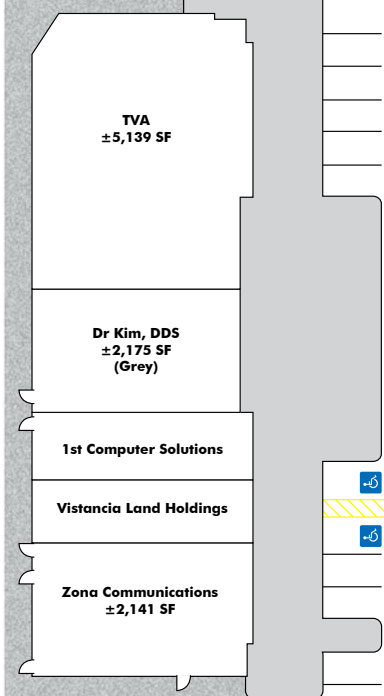 TVA
±5,139 SF
Dr Kim, DDS
±2,175 SF
(Grey)
1st Computer Solutions
Vistancia Land Holdings
Zona Communications
±2,141 SF